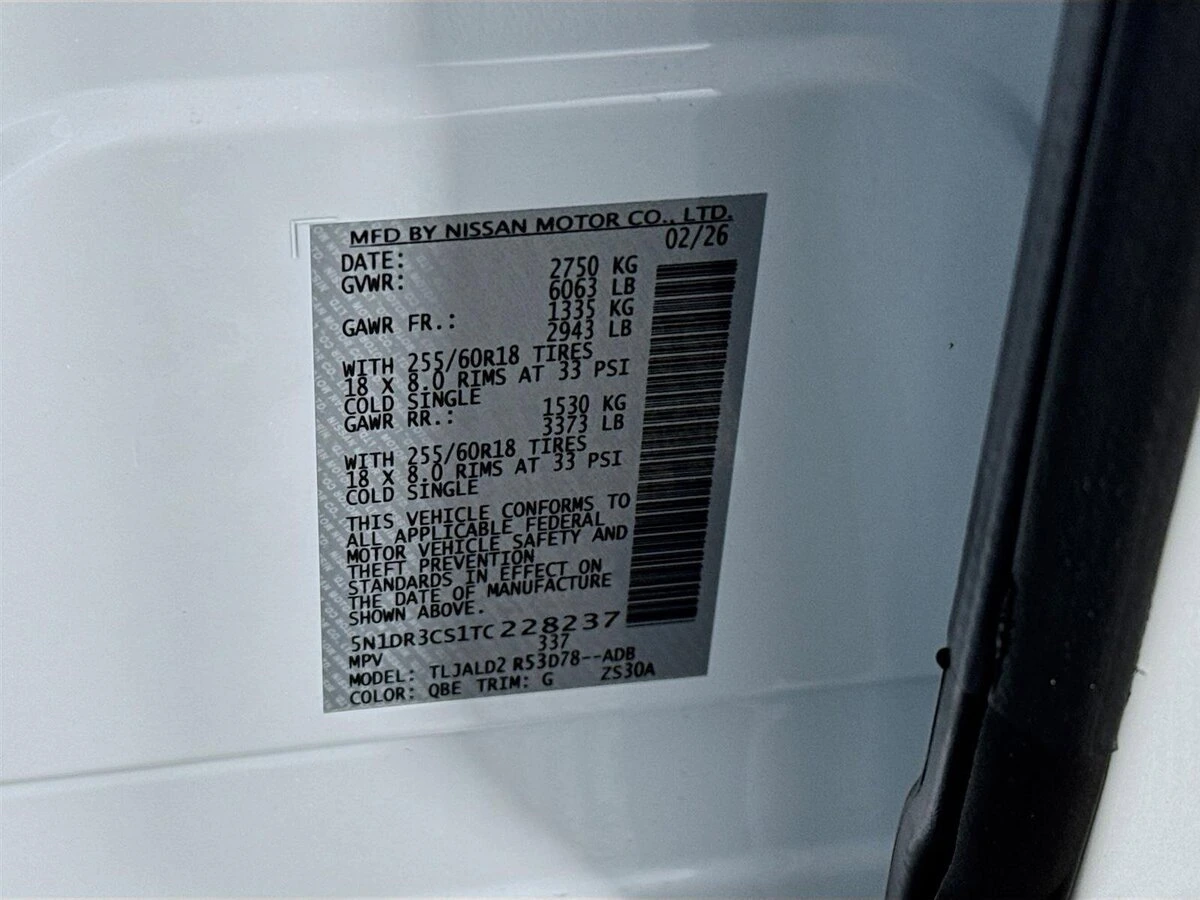 MFD BY NISSAN MOTOR CO., LTD.
DATE: 02/26
GVWR: 2750 KG
6063 LB
GAWR FR.: 1335 KG
2943 LB
WITH 255/60R18 TIRES
18 X 8.0 RIMS AT 33 PSI
COLD SINGLE
GAWR RR.: 1530 KG
3373 LB
WITH 255/60R18 TIRES
18 X 8.0 RIMS AT 33 PSI
COLD SINGLE
THIS VEHICLE CONFORMS TO
ALL APPLICABLE FEDERAL
MOTOR VEHICLE SAFETY AND
THEFT PREVENTION
STANDARDS IN EFFECT ON
THE DATE OF MANUFACTURE
SHOWN ABOVE.
5N1DR3CS1TC228237
MPV 337
MODEL: TLJALD2 R53D78--ADB
COLOR: QBE TRIM: G ZS30A